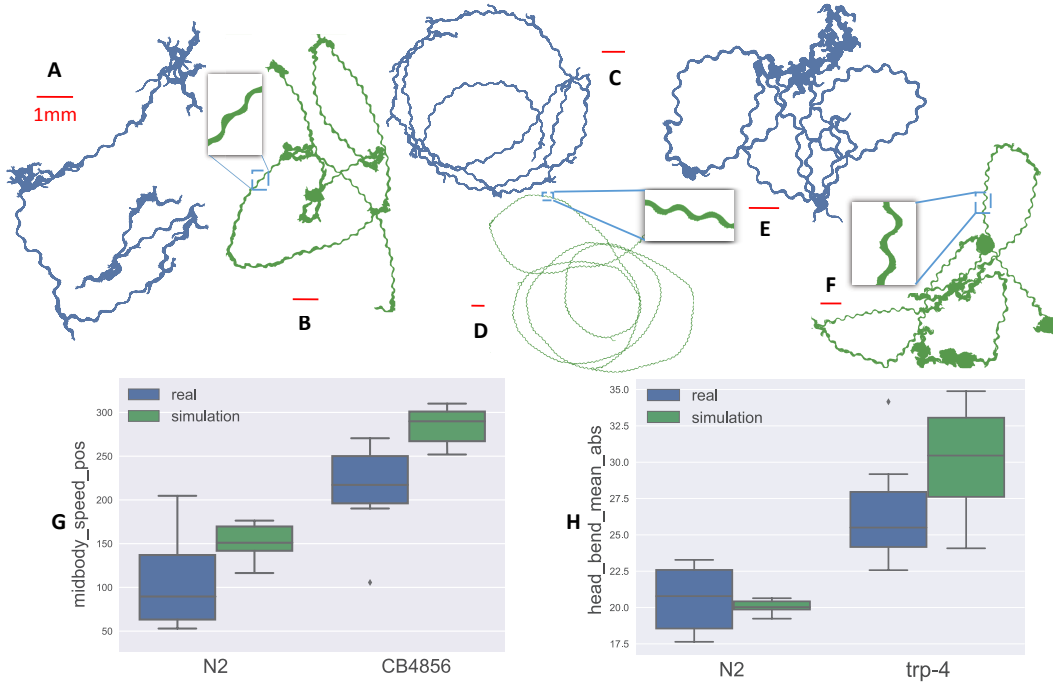 A
1mm
B
C
D
E
F
real
simulation
300
250
200
150
100
50
midbody_speed_pos
G
N2
CB4856
real
simulation
35.0
32.5
30.0
27.5
25.0
22.5
20.0
17.5
head_bend_mean_abs
H
N2
trp-4